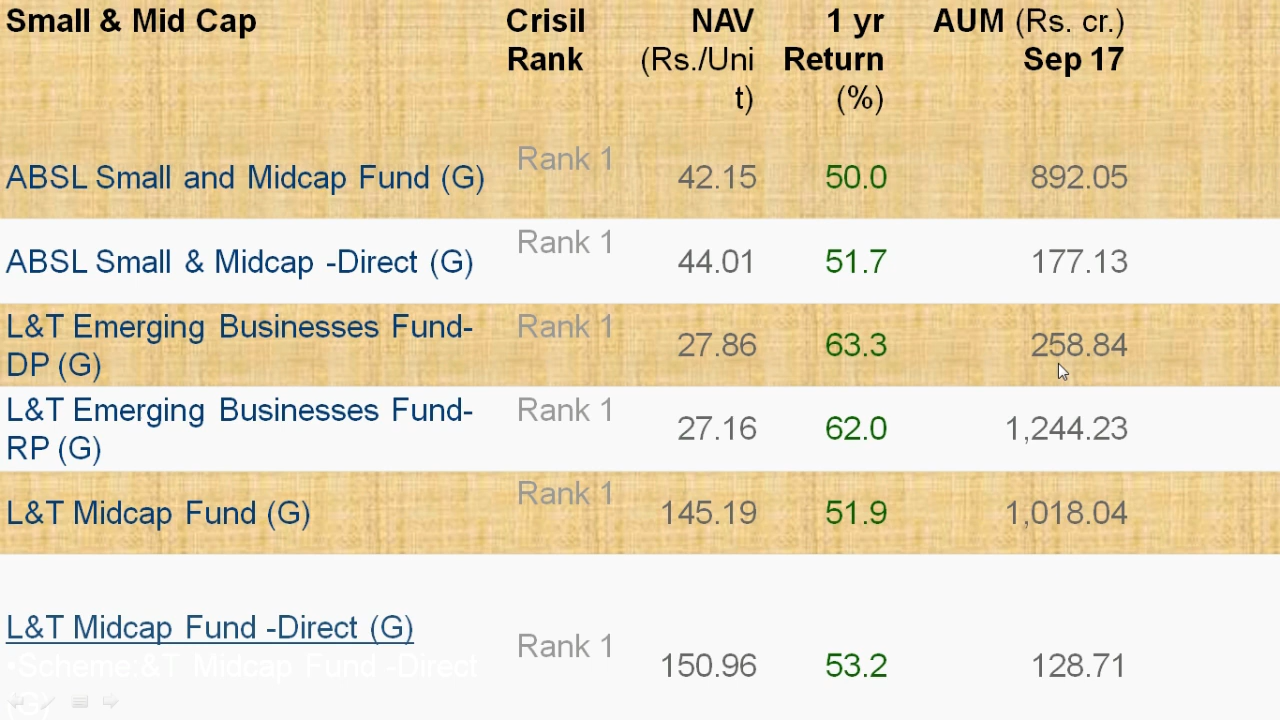 Small & Mid Cap Crisil NAV 1 yr AUM (Rs. cr.)
Rank (Rs./Uni Return Sep 17
t) (%)
ABSL Small and Midcap Fund (G) Rank 1 42.15 50.0 892.05
ABSL Small & Midcap -Direct (G) Rank 1 44.01 51.7 177.13
L&T Emerging Businesses Fund- Rank 1 27.86 63.3 258.84
DP (G)
L&T Emerging Businesses Fund- Rank 1 27.16 62.0 1,244.23
RP (G)
L&T Midcap Fund (G) Rank 1 145.19 51.9 1,018.04
L&T Midcap Fund -Direct (G) Rank 1 150.96 53.2 128.71
•Scheme:&T Midcap Fund -Direct
(G)